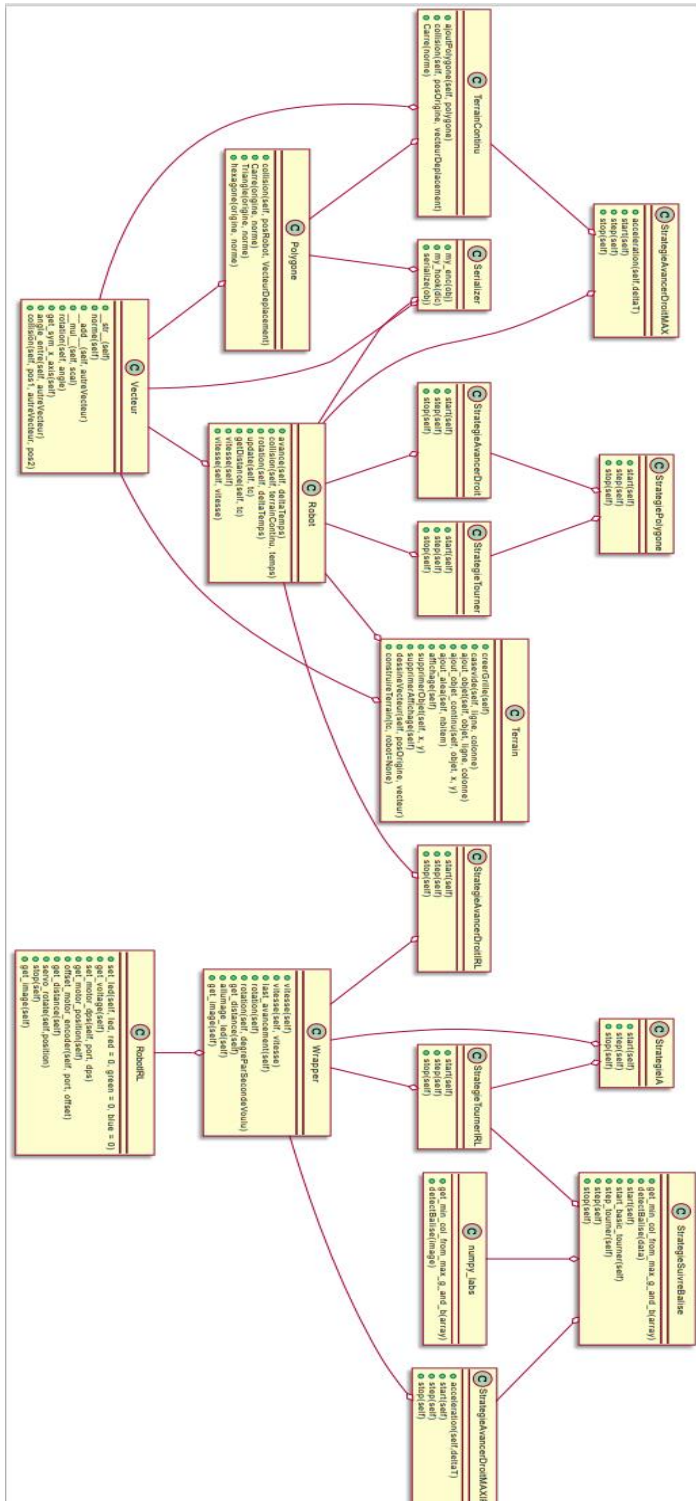 C StrategieAvancerDroitMAX
acceleration(self,deltaT)
start(self)
step(self)
stop(self)
C StrategiePolygone
start(self)
step(self)
stop(self)
C StrategieIA
start(self)
step(self)
stop(self)
C StrategieSuivreBalise
get_min_col_from_max_g_and_b(array)
detectBalise(data)
start(self)
start_basic_tourner(self)
step_tourner(self)
step(self)
stop(self)
C TerrainContinu
ajoutPolygone(self, polygone)
collision(self, posOrigine, vecteurDeplacement)
Carre(norme)
C Serializer
my_enc(obj)
my_hook(dic)
serialize(obj)
C StrategieAvancerDroit
start(self)
step(self)
stop(self)
C StrategieTourner
start(self)
step(self)
stop(self)
C Terrain
creerGrille(self)
casevide(self, ligne, colonne)
ajout_objet(self, objet, ligne, colonne)
ajout_objet_continu(self, objet, x, y)
ajout_alea(self, nbitem)
affichage(self)
supprimerObjet(self, x, y)
supprimerAffichage(self)
dessineVecteur(self, posOrigine, vecteur)
construireTerrain(tc, robot=None)
C StrategieAvancerDroitIRL
start(self)
step(self)
stop(self)
C StrategieTournerIRL
start(self)
step(self)
stop(self)
C numpy_labs
get_min_col_from_max_g_and_b(array)
detectBalise(image)
C StrategieAvancerDroitMAXI
acceleration(self,deltaT)
start(self)
step(self)
stop(self)
C Polygone
collision(self, posRobot, VecteurDeplacement)
Carre(origine, norme)
Triangle(origine, norme)
hexagone(origine, norme)
C Robot
avance(self, deltaTemps)
collision(self, terrainContinu, temps)
rotation(self, deltaTemps)
update(self, tc)
getDistance(self, tc)
vitesse(self)
vitesse(self, vitesse)
C Wrapper
vitesse(self)
vitesse(self, vitesse)
last_avancement(self)
rotation(self)
rotation(self, degreParSecondeVoulu)
get_distance(self)
allumage_led(self)
get_image(self)
C Vecteur
__str__(self)
norme(self)
__add__(self, autreVecteur)
__mul__(self, scal)
rotation(self, angle)
get_sym_x_axis(self)
angle_entre(self, autreVecteur)
collision(self, pos1, autreVecteur, pos2)
C RobotIRL
set_led(self, led, red = 0, green = 0, blue = 0)
get_voltage(self)
set_motor_dps(self, port, dps)
get_motor_position(self)
offset_motor_encoder(self, port, offset)
get_distance(self)
servo_rotate(self,position)
stop(self)
get_image(self)